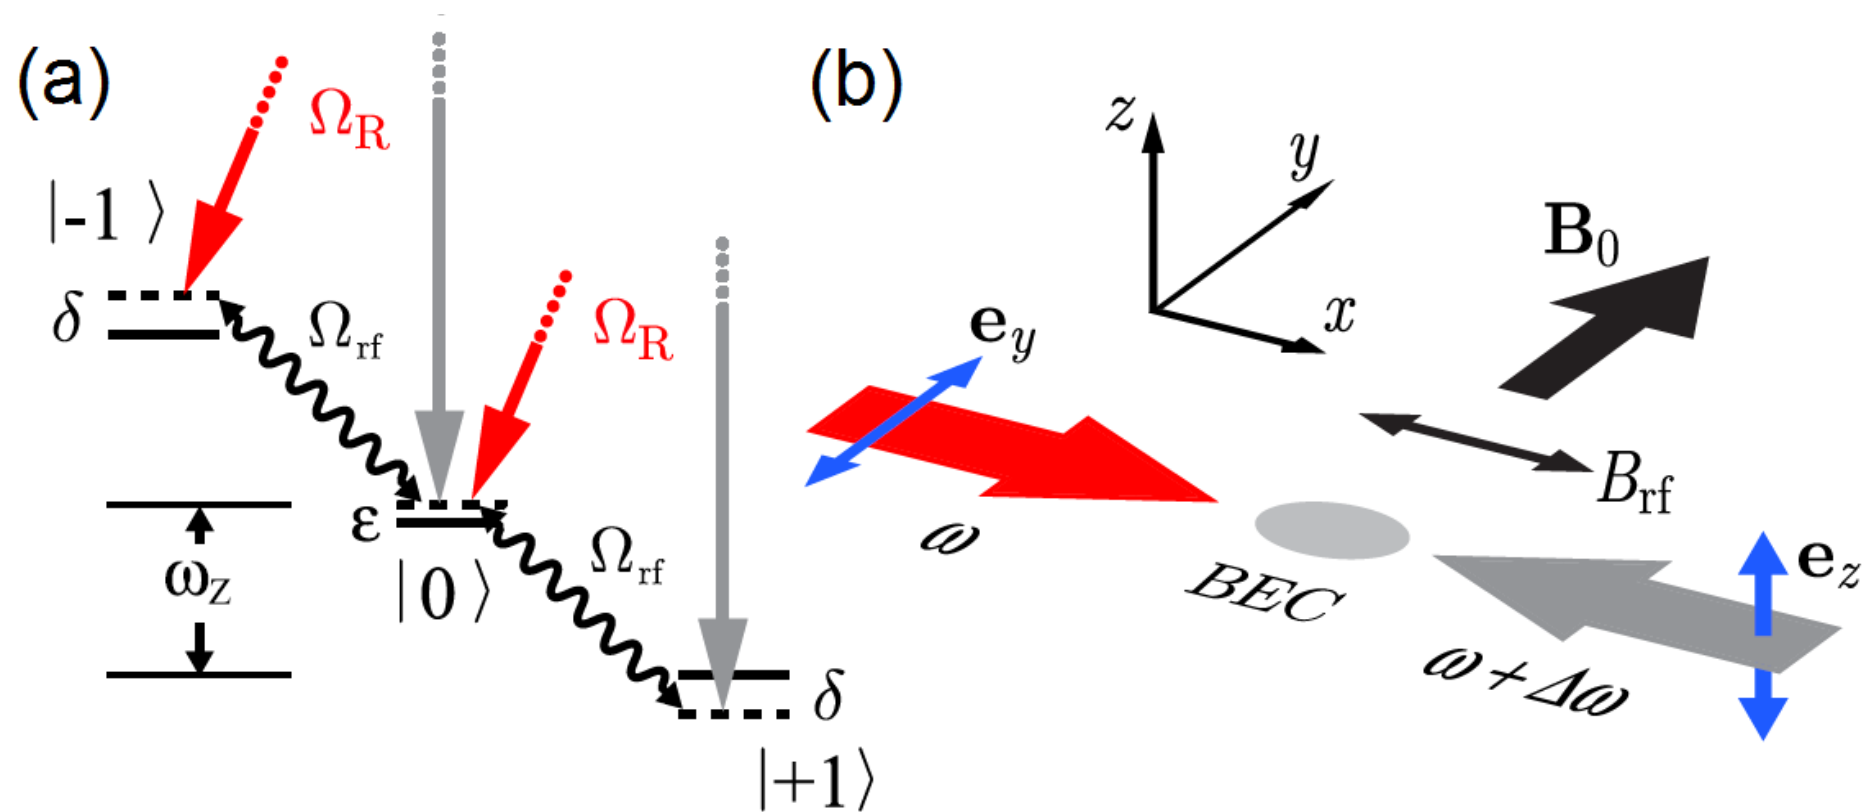 (a)
Ω_R
|-1 ⟩
δ
Ω_rf
Ω_R
ε
|0 ⟩
Ω_rf
ω_Z
δ
|+1⟩
(b)
z
y
x
B_0
e_y
ω
B_rf
BEC
e_z
ω+Δω